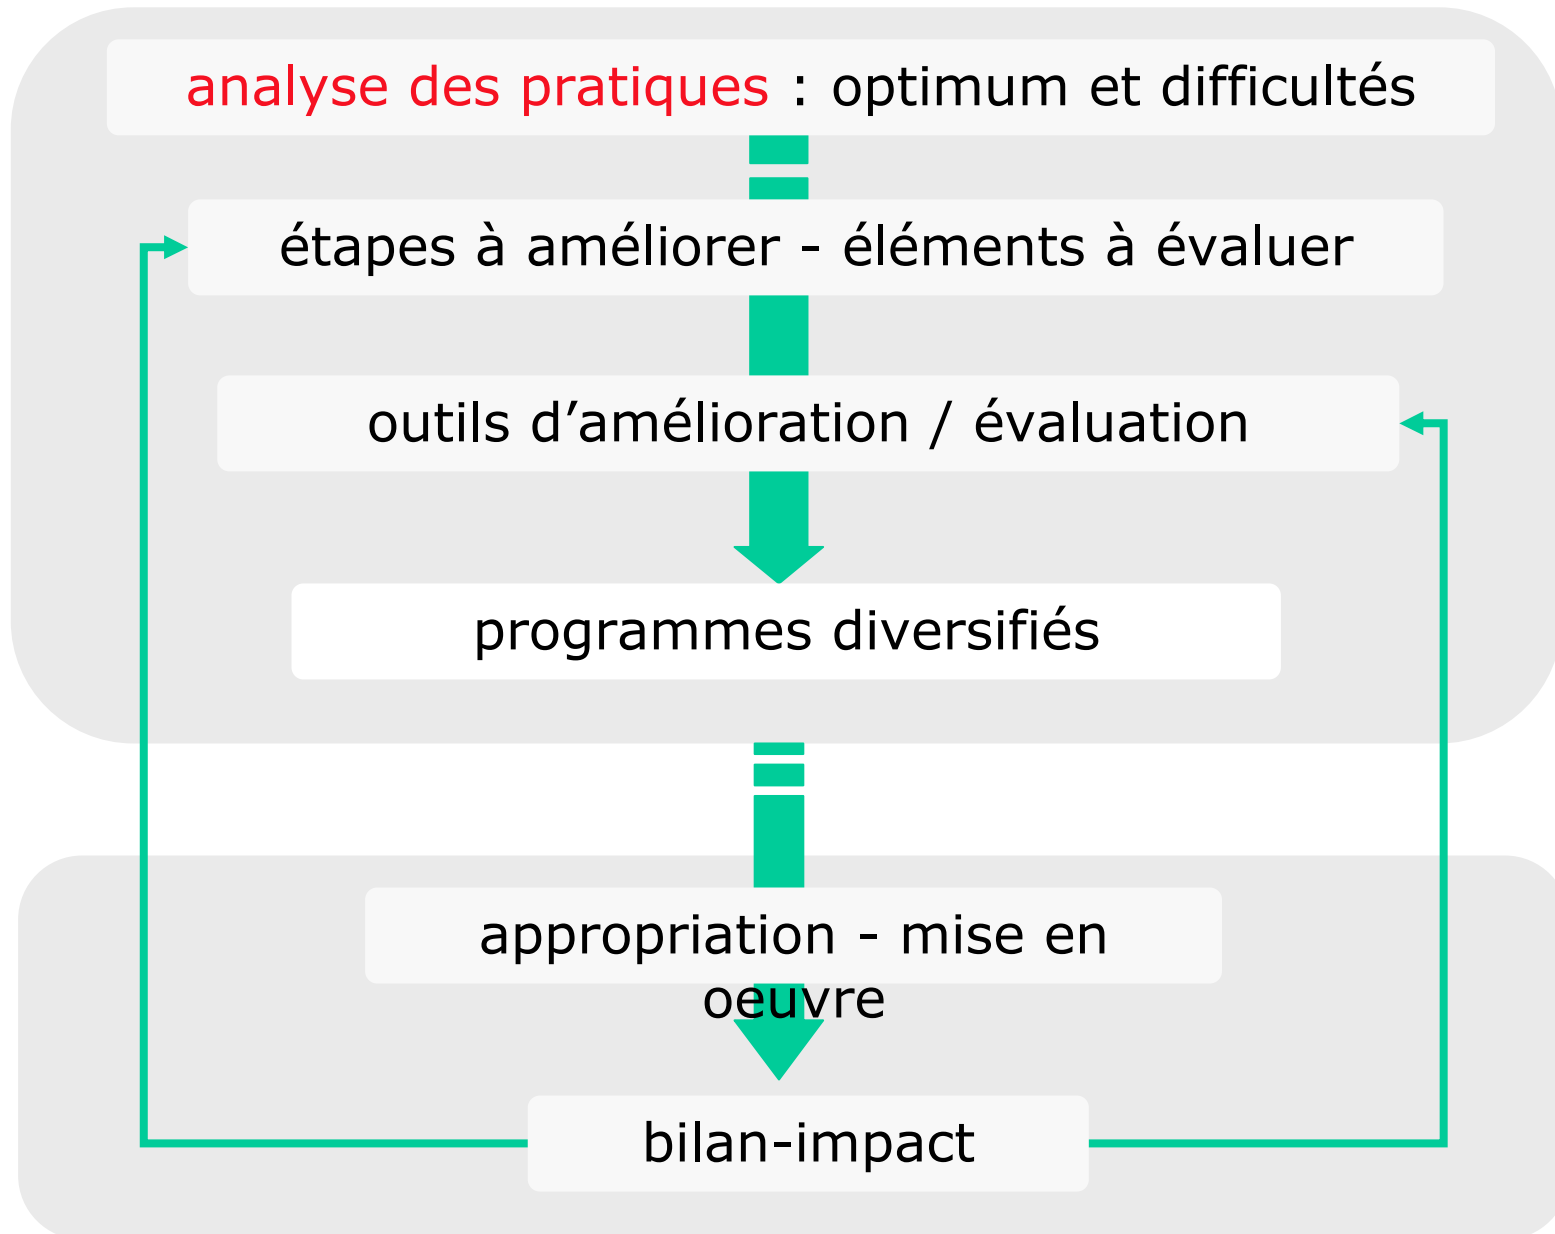 analyse des pratiques : optimum et difficultés
étapes à améliorer - éléments à évaluer
outils d’amélioration / évaluation
programmes diversifiés
appropriation - mise en
oeuvre
bilan-impact